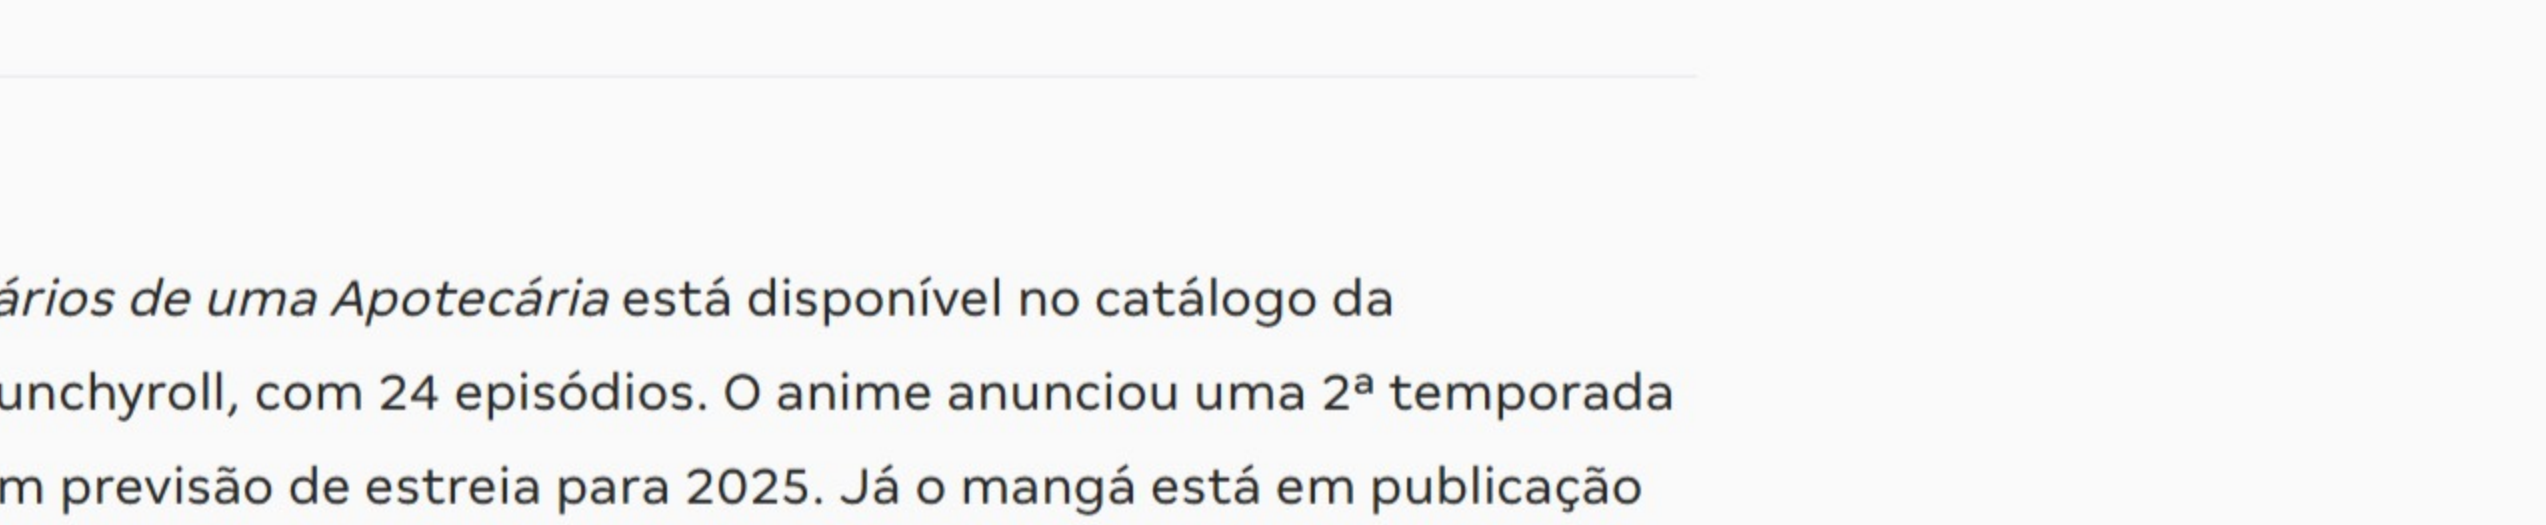 ários de uma Apotecária está disponível no catálogo da
unchyroll, com 24 episódios. O anime anunciou uma 2ª temporada
m previsão de estreia para 2025. Já o mangá está em publicação